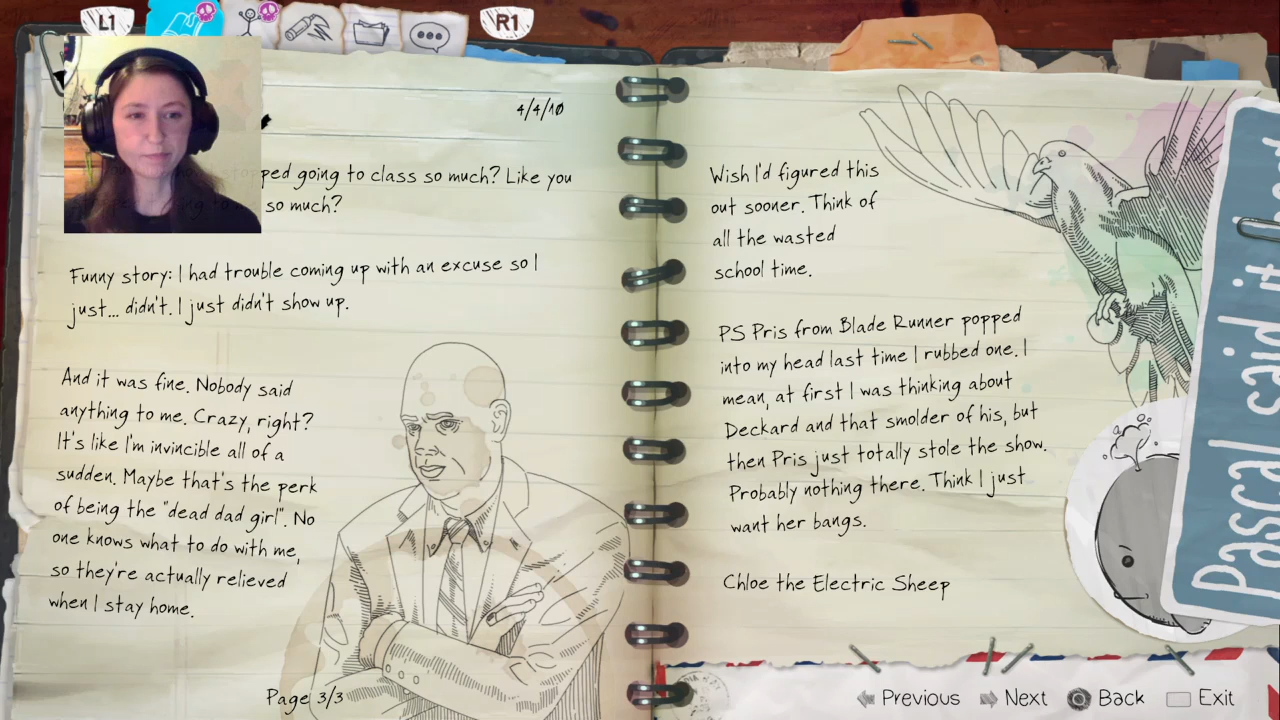 L1
R1
4/4/10
ped going to class so much? Like you
so much?
Funny story: I had trouble coming up with an excuse so I
just... didn't. I just didn't show up.
And it was fine. Nobody said
anything to me. Crazy, right?
It's like I'm invincible all of a
sudden. Maybe that's the perk
of being the "dead dad girl". No
one knows what to do with me,
so they're actually relieved
when I stay home.
Page 3/3
Wish I'd figured this
out sooner. Think of
all the wasted
school time.
PS Pris from Blade Runner popped
into my head last time I rubbed one. I
mean, at first I was thinking about
Deckard and that smolder of his, but
then Pris just totally stole the show.
Probably nothing there. Think I just
want her bangs.
Chloe the Electric Sheep
Pascal said it best
Previous
Next
Back
Exit